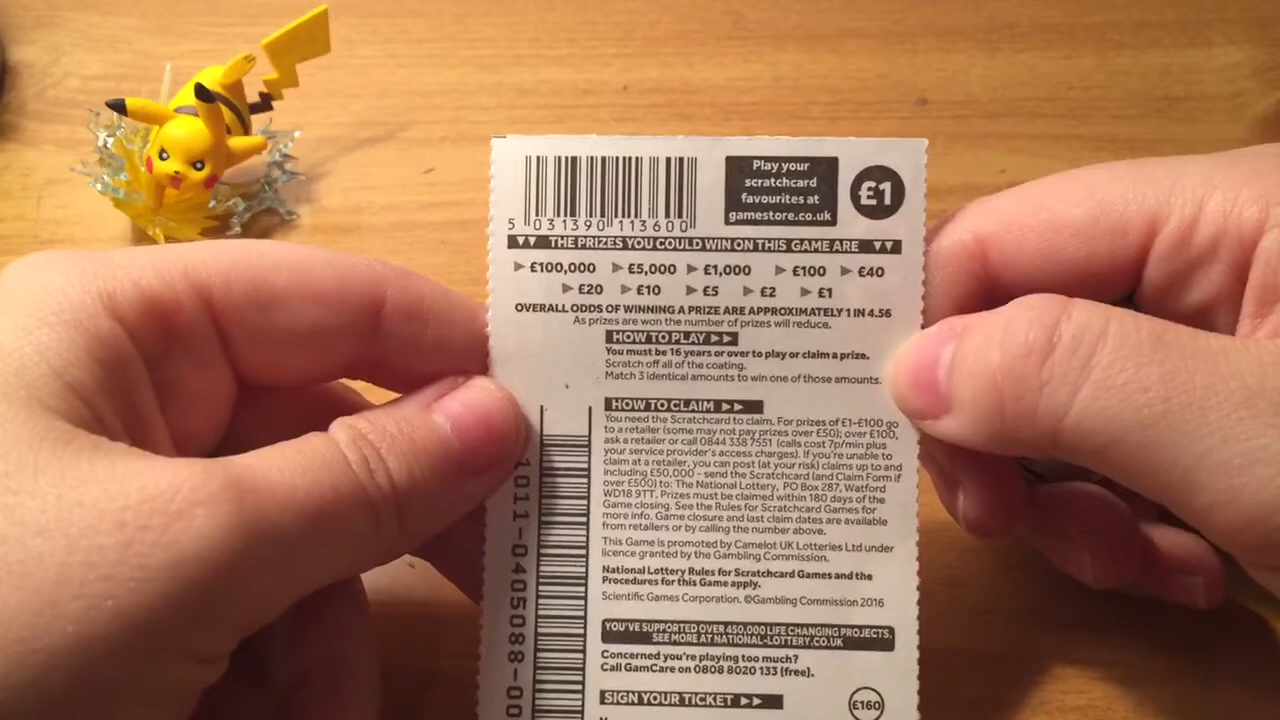 Play your
scratchcard
favourites at
gamestore.co.uk
£1
5 031390 113600
THE PRIZES YOU COULD WIN ON THIS GAME ARE
£100,000 £5,000 £1,000 £100 £40
£20 £10 £5 £2 £1
OVERALL ODDS OF WINNING A PRIZE ARE APPROXIMATELY 1 IN 4.56
As prizes are won the number of prizes will reduce.
HOW TO PLAY
You must be 16 years or over to play or claim a prize.
Scratch off all of the coating.
Match 3 identical amounts to win one of those amounts.
HOW TO CLAIM
You need the Scratchcard to claim. For prizes of £1-£100 go
to a retailer (some may not pay prizes over £50); over £100,
ask a retailer or call 0844 338 7551 (calls cost 7p/min plus
your service provider's access charges). If you're unable to
claim at a retailer, you can post (at your risk) claims up to and
including £50,000 - send the Scratchcard (and Claim Form if
over £500) to: The National Lottery, PO Box 287, Watford
WD18 9TT. Prizes must be claimed within 180 days of the
Game closing. See the Rules for Scratchcard Games for
more info. Game closure and last claim dates are available
from retailers or by calling the number above.
This Game is promoted by Camelot UK Lotteries Ltd under
licence granted by the Gambling Commission.
National Lottery Rules for Scratchcard Games and the
Procedures for this Game apply.
Scientific Games Corporation. ©Gambling Commission 2016
YOU'VE SUPPORTED OVER 450,000 LIFE CHANGING PROJECTS.
SEE MORE AT NATIONAL-LOTTERY.CO.UK
Concerned you're playing too much?
Call GamCare on 0808 8020 133 (free).
SIGN YOUR TICKET
£160
1011-0405088-00